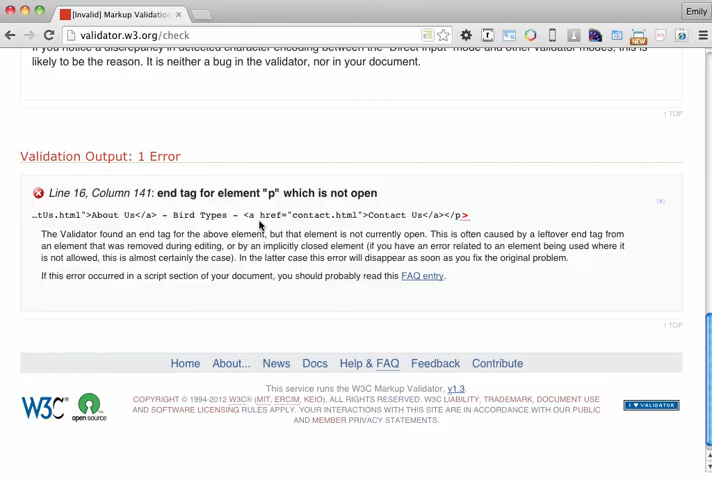 [Invalid] Markup Validation
Emily
validator.w3.org/check
NEW
If you notice a discrepancy in detected character encoding between the "Direct Input" mode and other validator modes, this is
likely to be the reason. It is neither a bug in the validator, nor in your document.
↑ TOP
Validation Output: 1 Error
Line 16, Column 141: end tag for element "p" which is not open
…tUs.html">About Us</a> - Bird Types - <a href="contact.html">Contact Us</a></p>
The Validator found an end tag for the above element, but that element is not currently open. This is often caused by a leftover end tag from
an element that was removed during editing, or by an implicitly closed element (if you have an error related to an element being used where it
is not allowed, this is almost certainly the case). In the latter case this error will disappear as soon as you fix the original problem.
If this error occurred in a script section of your document, you should probably read this FAQ entry.
↑ TOP
Home About... News Docs Help & FAQ Feedback Contribute
This service runs the W3C Markup Validator, v1.3.
COPYRIGHT © 1994-2012 W3C® (MIT, ERCIM, KEIO), ALL RIGHTS RESERVED. W3C LIABILITY, TRADEMARK, DOCUMENT USE
AND SOFTWARE LICENSING RULES APPLY. YOUR INTERACTIONS WITH THIS SITE ARE IN ACCORDANCE WITH OUR PUBLIC
AND MEMBER PRIVACY STATEMENTS.
W3C
open source
I ♥ VALIDATOR